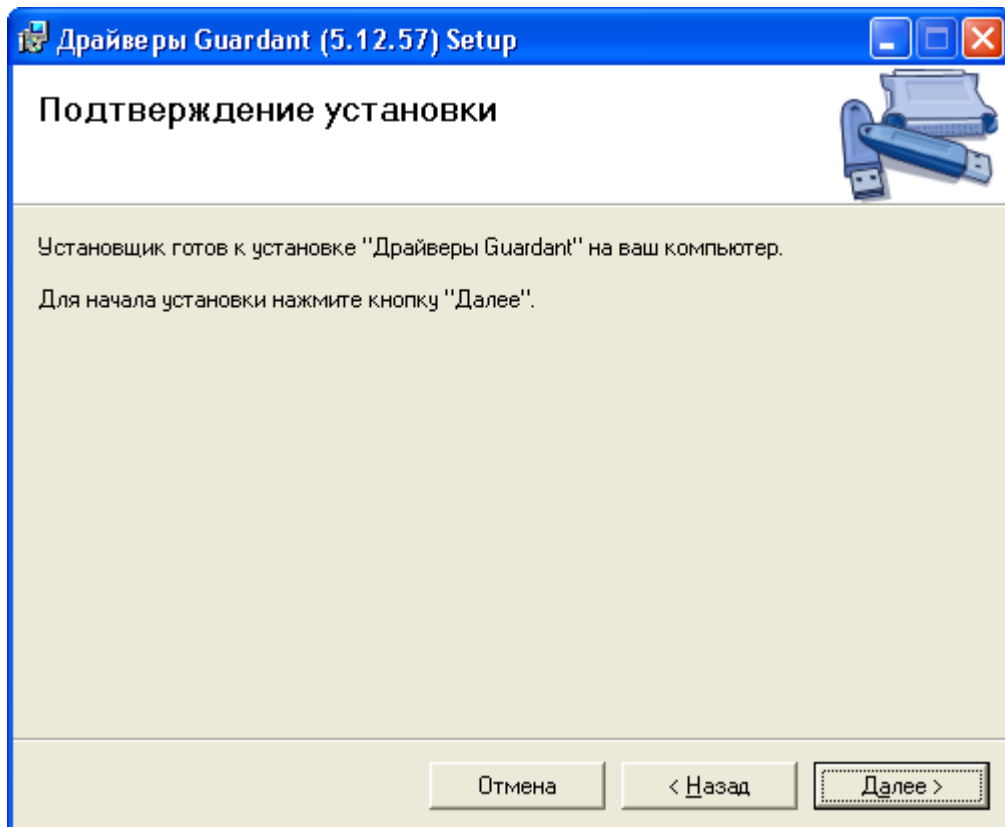 Драйверы Guardant (5.12.57) Setup
Подтверждение установки
Установщик готов к установке "Драйверы Guardant" на ваш компьютер.
Для начала установки нажмите кнопку "Далее".
Отмена
< Назад
Далее >